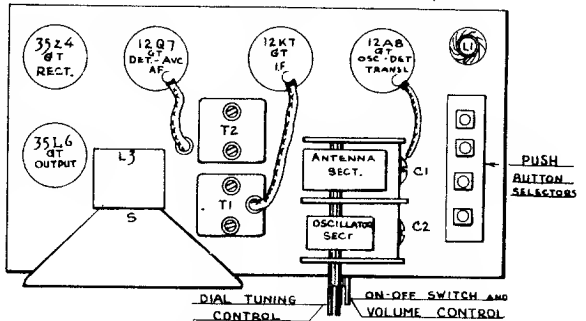 35Z4
GT
RECT.
12Q7
GT
DET.-AVC
AF
12K7
GT
I.F
12A8
GT
OSC-DET
TRANSL
L1
35L6
GT
OUTPUT
L3
S
T2
T1
ANTENNA
SECT.
C1
OSCILLATOR
SECT
C2
PUSH
BUTTON
SELECTORS
DIAL TUNING
CONTROL
ON-OFF SWITCH AND
VOLUME CONTROL